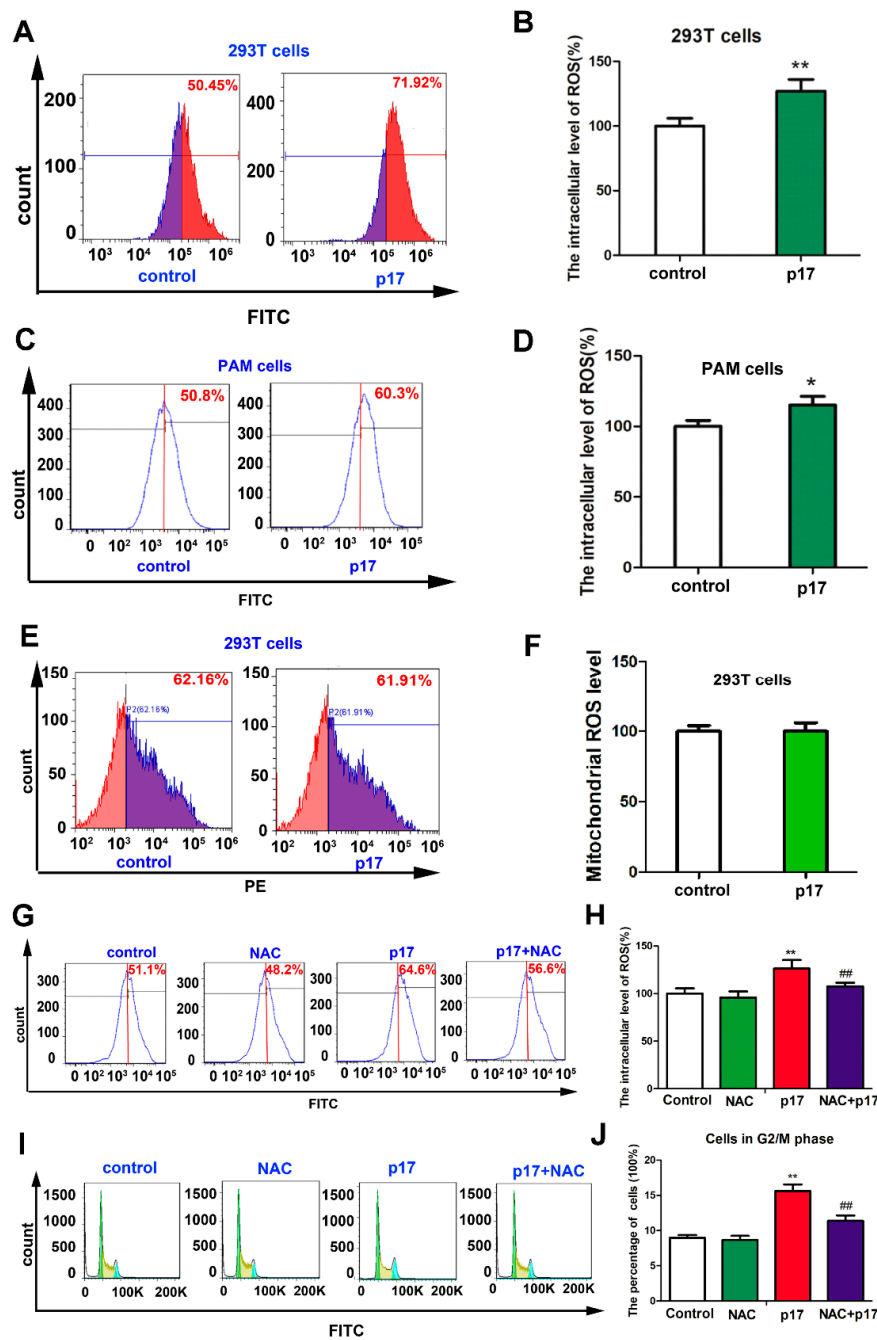 A
293T cells
50.45%
71.92%
200
100
0
400
200
0
count
10³ 10⁴ 10⁵ 10⁶
10³ 10⁴ 10⁵ 10⁶
control
p17
FITC
B
293T cells
**
The intracellular level of ROS(%)
150
100
50
0
control
p17
C
PAM cells
50.8%
60.3%
400
300
200
100
0
400
300
200
100
0
count
0 10² 10³ 10⁴ 10⁵
0 10² 10³ 10⁴ 10⁵
control
p17
FITC
D
PAM cells
*
The intracellular level of ROS(%)
150
100
50
0
control
p17
E
293T cells
62.16%
61.91%
P2(62.16%)
P2(61.91%)
150
100
50
0
150
100
50
0
count
10² 10³ 10⁴ 10⁵ 10⁶
10² 10³ 10⁴ 10⁵ 10⁶
control
p17
PE
F
293T cells
Mitochondrial ROS level
150
100
50
0
control
p17
G
control
NAC
p17
p17+NAC
51.1%
48.2%
64.6%
56.6%
300
200
100
0
300
200
100
0
300
200
100
0
300
200
100
0
count
0 10² 10³ 10⁴ 10⁵
0 10² 10³ 10⁴ 10⁵
0 10² 10³ 10⁴ 10⁵
0 10² 10³ 10⁴ 10⁵
FITC
H
**
##
The intracellular level of ROS(%)
150
100
50
0
Control
NAC
p17
NAC+p17
I
control
NAC
p17
p17+NAC
1500
1000
500
0
1500
1000
500
0
1500
1000
500
0
1500
1000
500
0
count
0 100K 200K
0 100K 200K
0 100K 200K
0 100K 200K
FITC
J
Cells in G2/M phase
**
##
The percentage of cells (100%)
20
15
10
5
0
Control
NAC
p17
NAC+p17